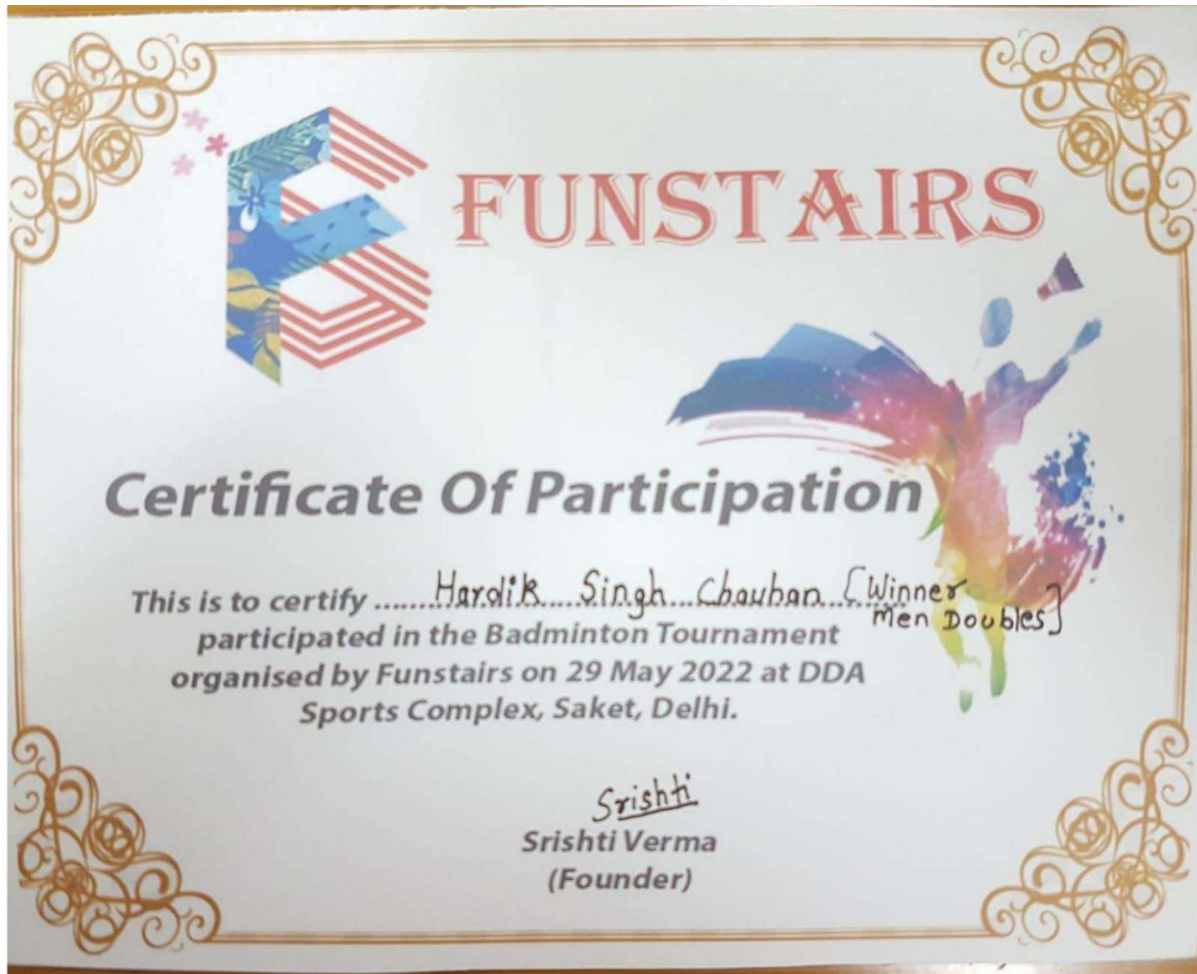 FUNSTAIRS
Certificate Of Participation
This is to certify ........Hardik Singh Chauhan [Winner
Men Doubles]
participated in the Badminton Tournament
organised by Funstairs on 29 May 2022 at DDA
Sports Complex, Saket, Delhi.
Srishti
Srishti Verma
(Founder)